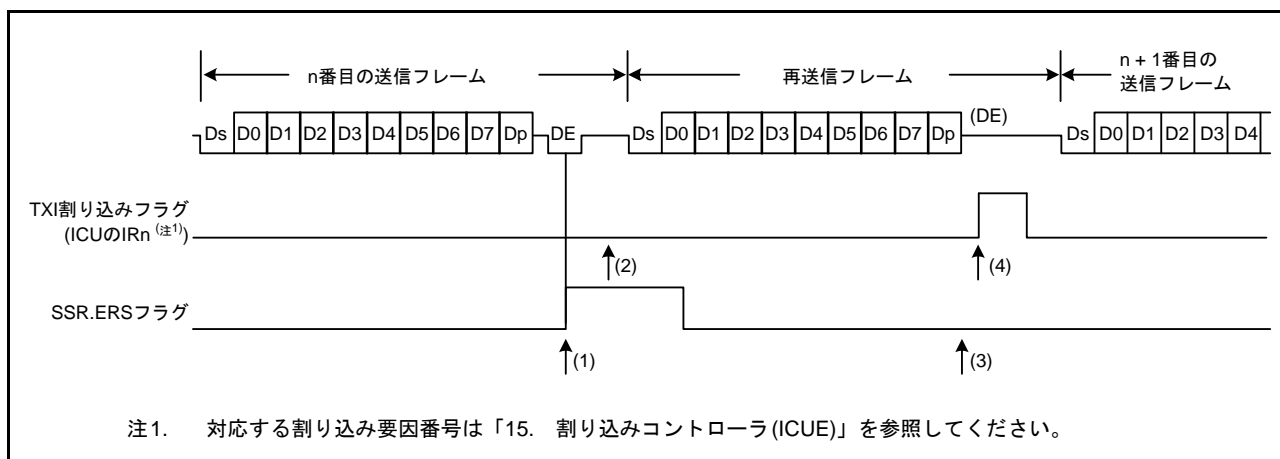 n番目の送信フレーム
再送信フレーム
n + 1番目の
送信フレーム
Ds D0 D1 D2 D3 D4 D5 D6 D7 Dp DE Ds D0 D1 D2 D3 D4 D5 D6 D7 Dp (DE) Ds D0 D1 D2 D3 D4
TXI割り込みフラグ
(ICUのIRn (注1))
(2) (4)
SSR.ERSフラグ
(1) (3)
注1. 対応する割り込み要因番号は「15. 割り込みコントローラ(ICUE)」を参照してください。